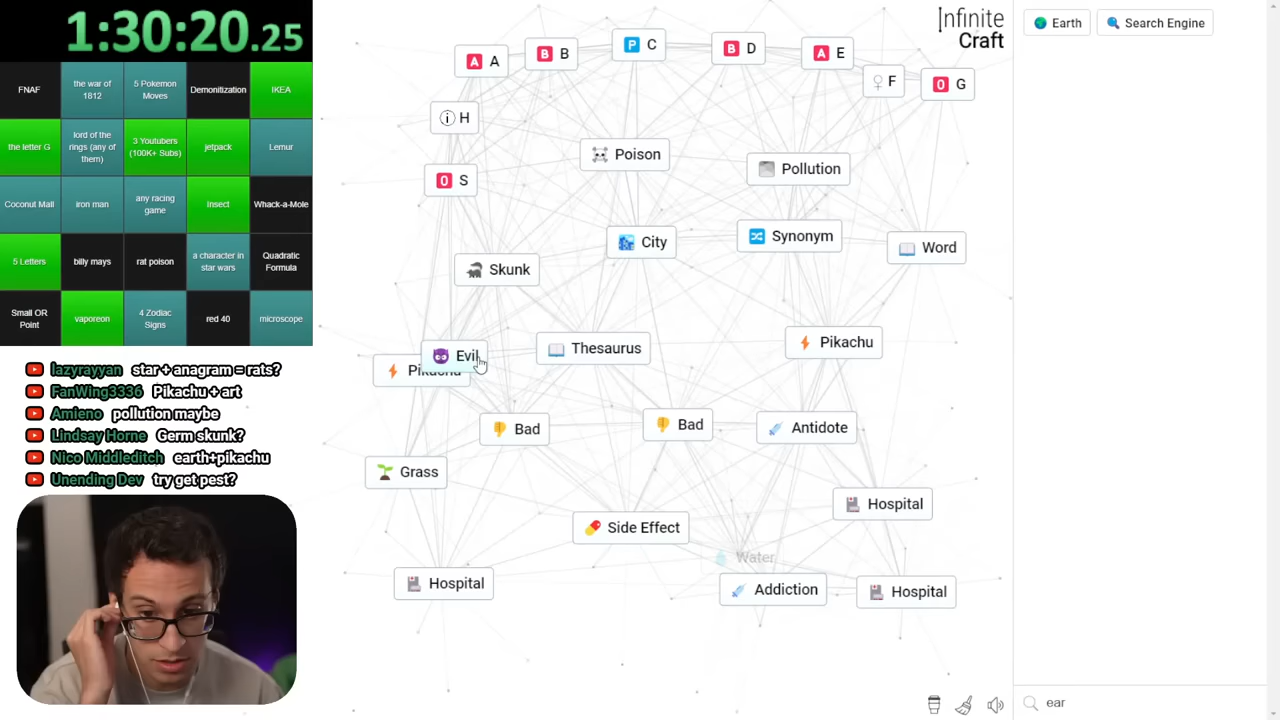 1:30:20.25
FNAF
the war of
1812
5 Pokemon
Moves
Demonitization
IKEA
the letter G
lord of the
rings (any of
them)
3 Youtubers
(100K+ Subs)
jetpack
Lemur
Coconut Mall
iron man
any racing
game
Insect
Whack-a-Mole
5 Letters
billy mays
rat poison
a character in
star wars
Quadratic
Formula
Small OR
Point
vaporeon
4 Zodiac
Signs
red 40
microscope
lazyrayyan star + anagram = rats?
FanWing3336 Pikachu + art
Amieno pollution maybe
Lindsay Horne Germ skunk?
Nico Middleditch earth+pikachu
Unending Dev try get pest?
Infinite
Craft
A A
B B
P C
B D
A E
F
O G
H
O S
Poison
Pollution
City
Synonym
Word
Skunk
Evil
Pikachu
Thesaurus
Pikachu
Bad
Bad
Antidote
Grass
Side Effect
Hospital
Water
Hospital
Addiction
Hospital
Earth
Search Engine
ear